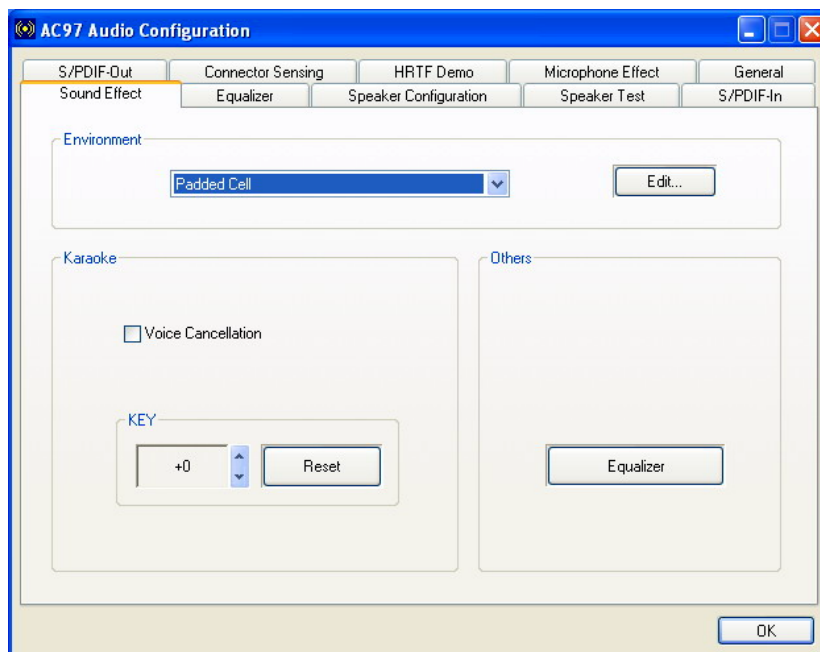 AC97 Audio Configuration
S/PDIF-Out Connector Sensing HRTF Demo Microphone Effect General
Sound Effect Equalizer Speaker Configuration Speaker Test S/PDIF-In
Environment
Padded Cell Edit...
Karaoke Others
Voice Cancellation
KEY
+0 Reset Equalizer
OK